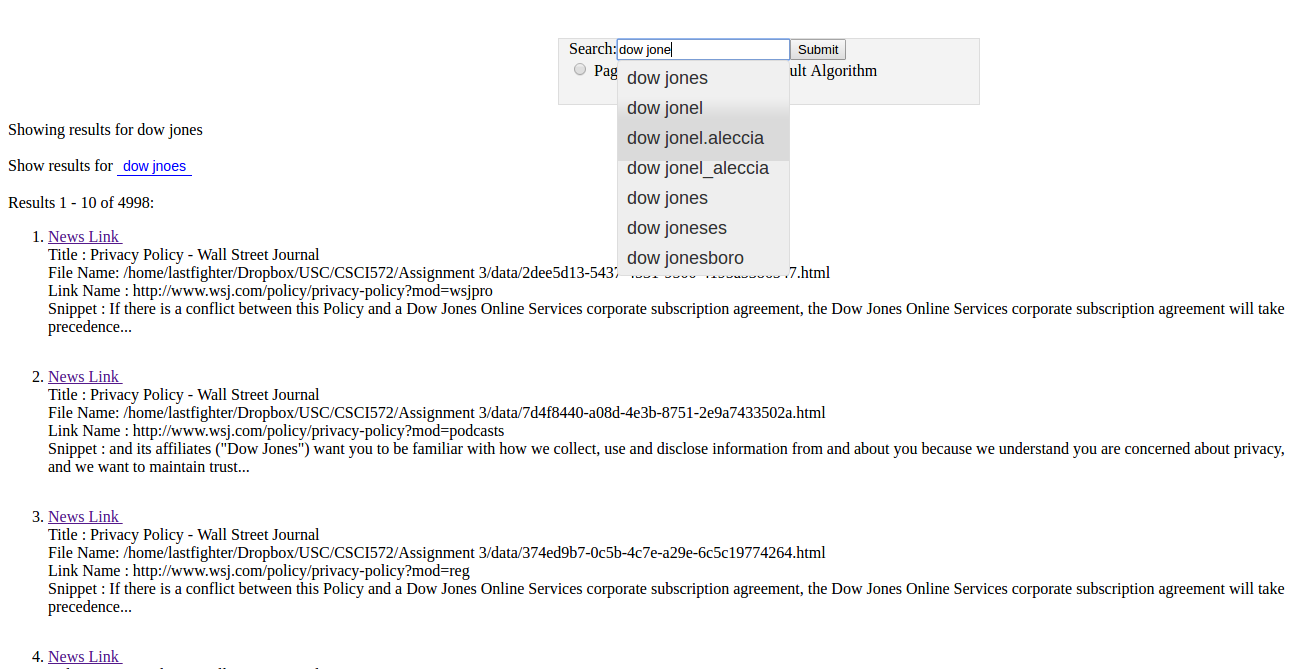 Search: dow jone Submit
Pag ult Algorithm
dow jones
dow jonel
dow jonel.aleccia
dow jonel_aleccia
dow jones
dow joneses
dow jonesboro
Showing results for dow jones
Show results for dow jnoes
Results 1 - 10 of 4998:
1. News Link
Title : Privacy Policy - Wall Street Journal
File Name: /home/lastfighter/Dropbox/USC/CSCI572/Assignment 3/data/2dee5d13-5437 7.html
Link Name : http://www.wsj.com/policy/privacy-policy?mod=wsjpro
Snippet : If there is a conflict between this Policy and a Dow Jones Online Services corporate subscription agreement, the Dow Jones Online Services corporate subscription agreement will take
precedence...
2. News Link
Title : Privacy Policy - Wall Street Journal
File Name: /home/lastfighter/Dropbox/USC/CSCI572/Assignment 3/data/7d4f8440-a08d-4e3b-8751-2e9a7433502a.html
Link Name : http://www.wsj.com/policy/privacy-policy?mod=podcasts
Snippet : and its affiliates ("Dow Jones") want you to be familiar with how we collect, use and disclose information from and about you because we understand you are concerned about privacy,
and we want to maintain trust...
3. News Link
Title : Privacy Policy - Wall Street Journal
File Name: /home/lastfighter/Dropbox/USC/CSCI572/Assignment 3/data/374ed9b7-0c5b-4c7e-a29e-6c5c19774264.html
Link Name : http://www.wsj.com/policy/privacy-policy?mod=reg
Snippet : If there is a conflict between this Policy and a Dow Jones Online Services corporate subscription agreement, the Dow Jones Online Services corporate subscription agreement will take
precedence...
4. News Link